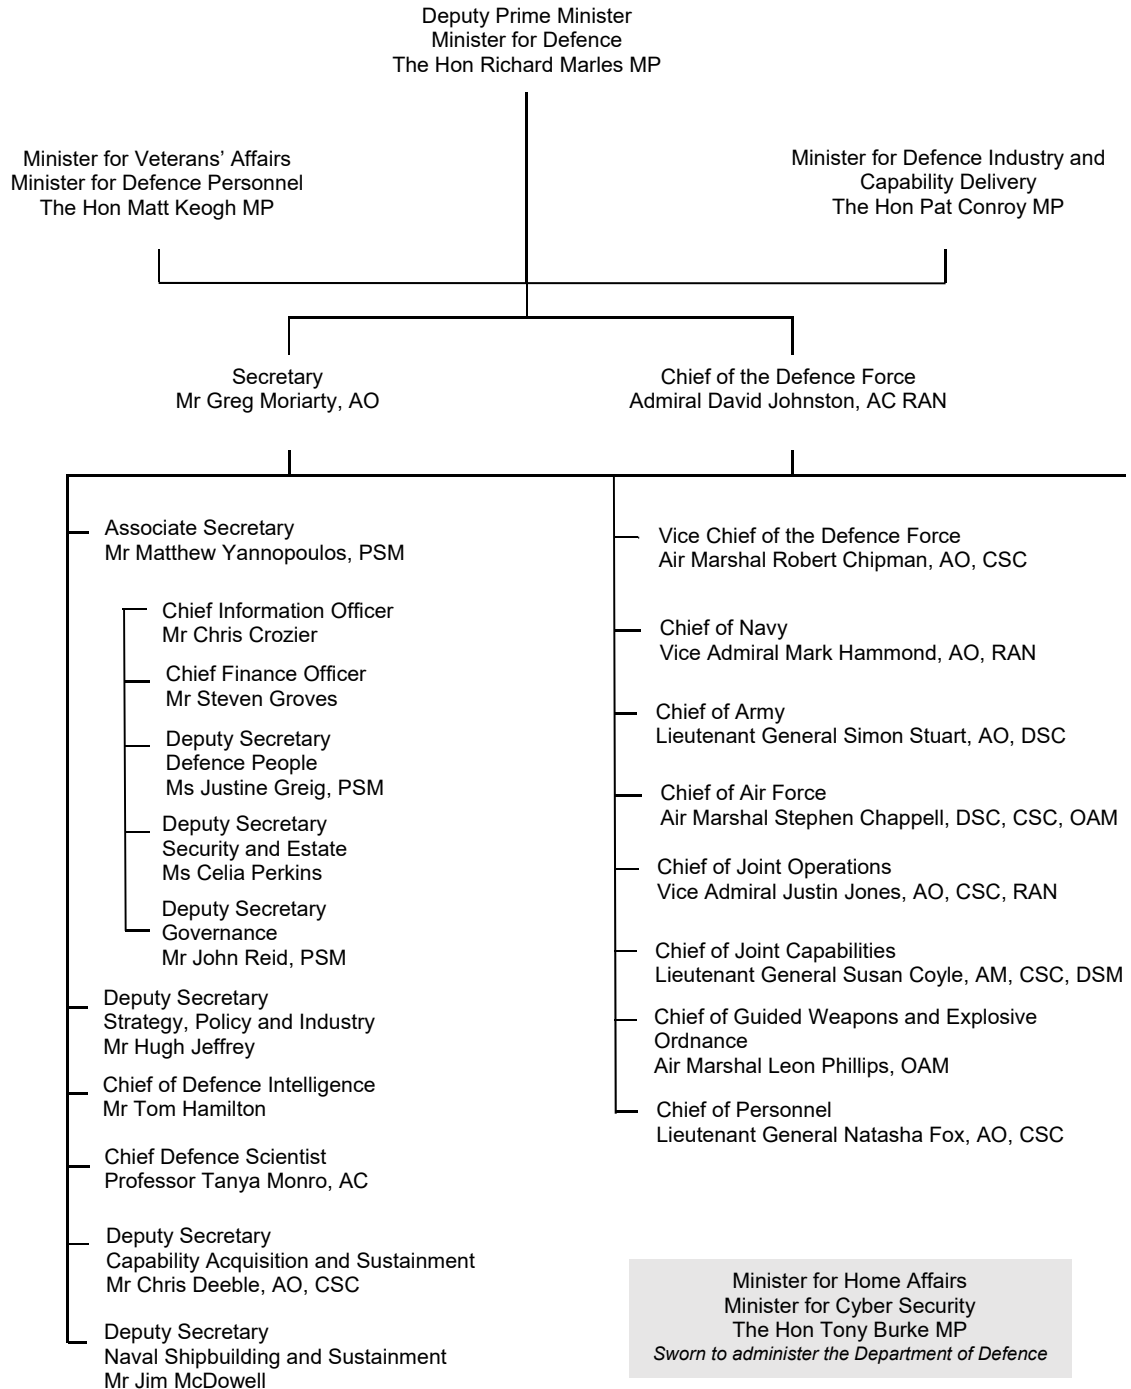 Deputy Prime Minister
Minister for Defence
The Hon Richard Marles MP
Minister for Veterans’ Affairs
Minister for Defence Personnel
The Hon Matt Keogh MP
Minister for Defence Industry and
Capability Delivery
The Hon Pat Conroy MP
Secretary
Mr Greg Moriarty, AO
Chief of the Defence Force
Admiral David Johnston, AC RAN
Associate Secretary
Mr Matthew Yannopoulos, PSM
Chief Information Officer
Mr Chris Crozier
Chief Finance Officer
Mr Steven Groves
Deputy Secretary
Defence People
Ms Justine Greig, PSM
Deputy Secretary
Security and Estate
Ms Celia Perkins
Deputy Secretary
Governance
Mr John Reid, PSM
Deputy Secretary
Strategy, Policy and Industry
Mr Hugh Jeffrey
Chief of Defence Intelligence
Mr Tom Hamilton
Chief Defence Scientist
Professor Tanya Monro, AC
Deputy Secretary
Capability Acquisition and Sustainment
Mr Chris Deeble, AO, CSC
Deputy Secretary
Naval Shipbuilding and Sustainment
Mr Jim McDowell
Vice Chief of the Defence Force
Air Marshal Robert Chipman, AO, CSC
Chief of Navy
Vice Admiral Mark Hammond, AO, RAN
Chief of Army
Lieutenant General Simon Stuart, AO, DSC
Chief of Air Force
Air Marshal Stephen Chappell, DSC, CSC, OAM
Chief of Joint Operations
Vice Admiral Justin Jones, AO, CSC, RAN
Chief of Joint Capabilities
Lieutenant General Susan Coyle, AM, CSC, DSM
Chief of Guided Weapons and Explosive
Ordnance
Air Marshal Leon Phillips, OAM
Chief of Personnel
Lieutenant General Natasha Fox, AO, CSC
Minister for Home Affairs
Minister for Cyber Security
The Hon Tony Burke MP
Sworn to administer the Department of Defence